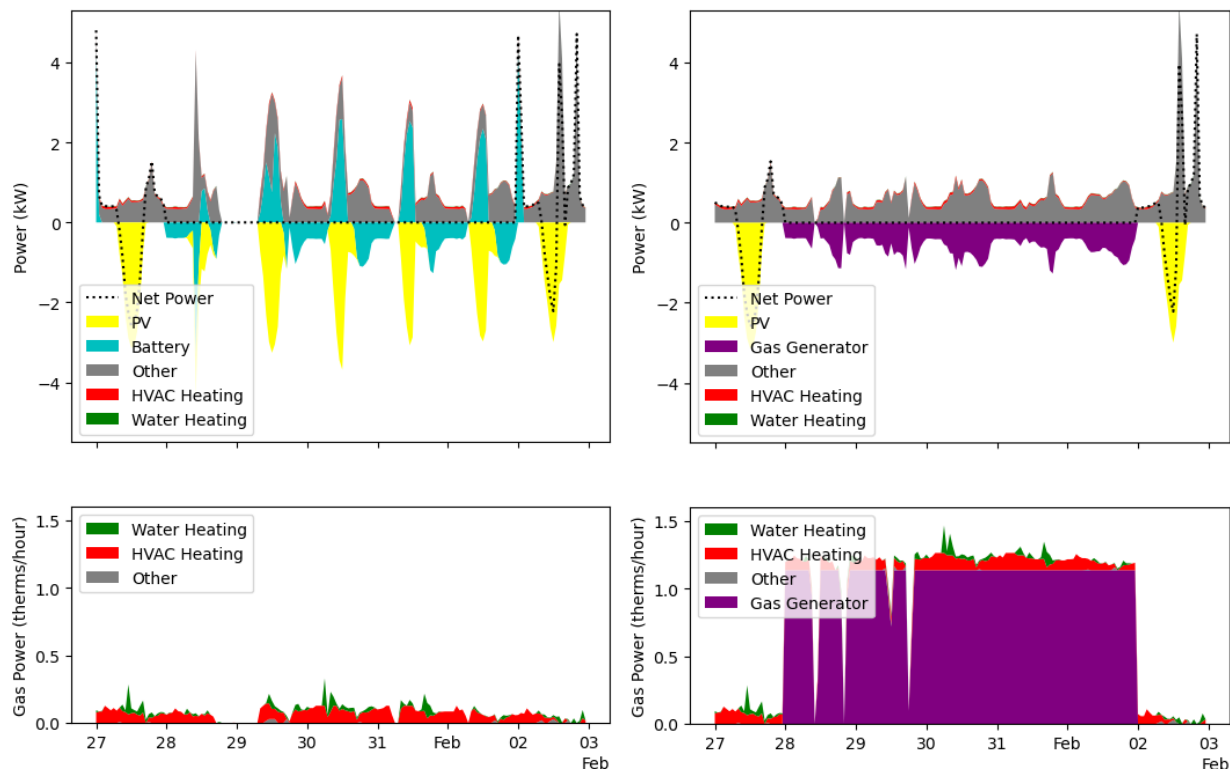 Power (kW)
4
2
0
−2
−4
Net Power
PV
Battery
Other
HVAC Heating
Water Heating
27
28
29
30
31
Feb
02
03
Feb
Power (kW)
4
2
0
−2
−4
Net Power
PV
Gas Generator
Other
HVAC Heating
Water Heating
Gas Power (therms/hour)
1.5
1.0
0.5
0.0
Water Heating
HVAC Heating
Other
27
28
29
30
31
Feb
02
03
Feb
Gas Power (therms/hour)
1.5
1.0
0.5
0.0
Water Heating
HVAC Heating
Other
Gas Generator